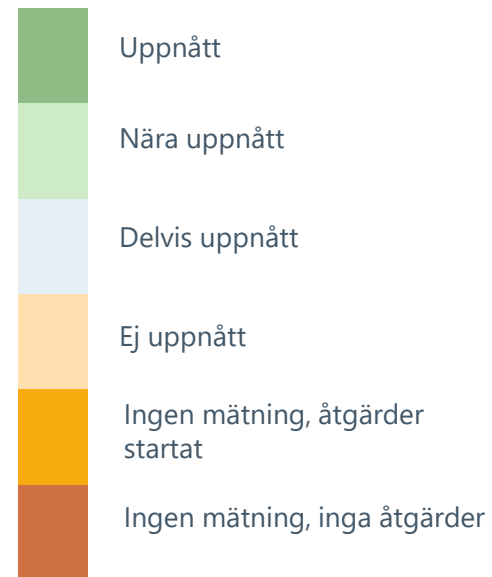 Uppnått
Nära uppnått
Delvis uppnått
Ej uppnått
Ingen mätning, åtgärder
startat
Ingen mätning, inga åtgärder